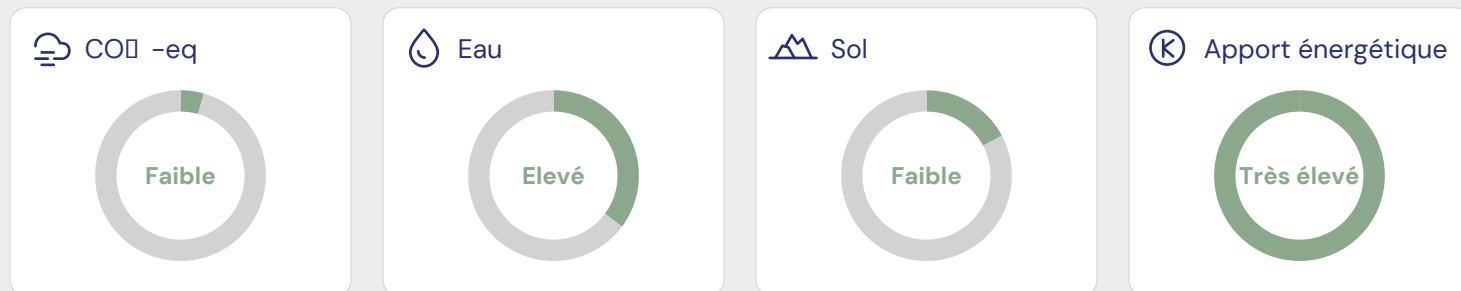 CO▯ -eq
Eau
Sol
Apport énergétique
Faible
Elevé
Faible
Très élevé